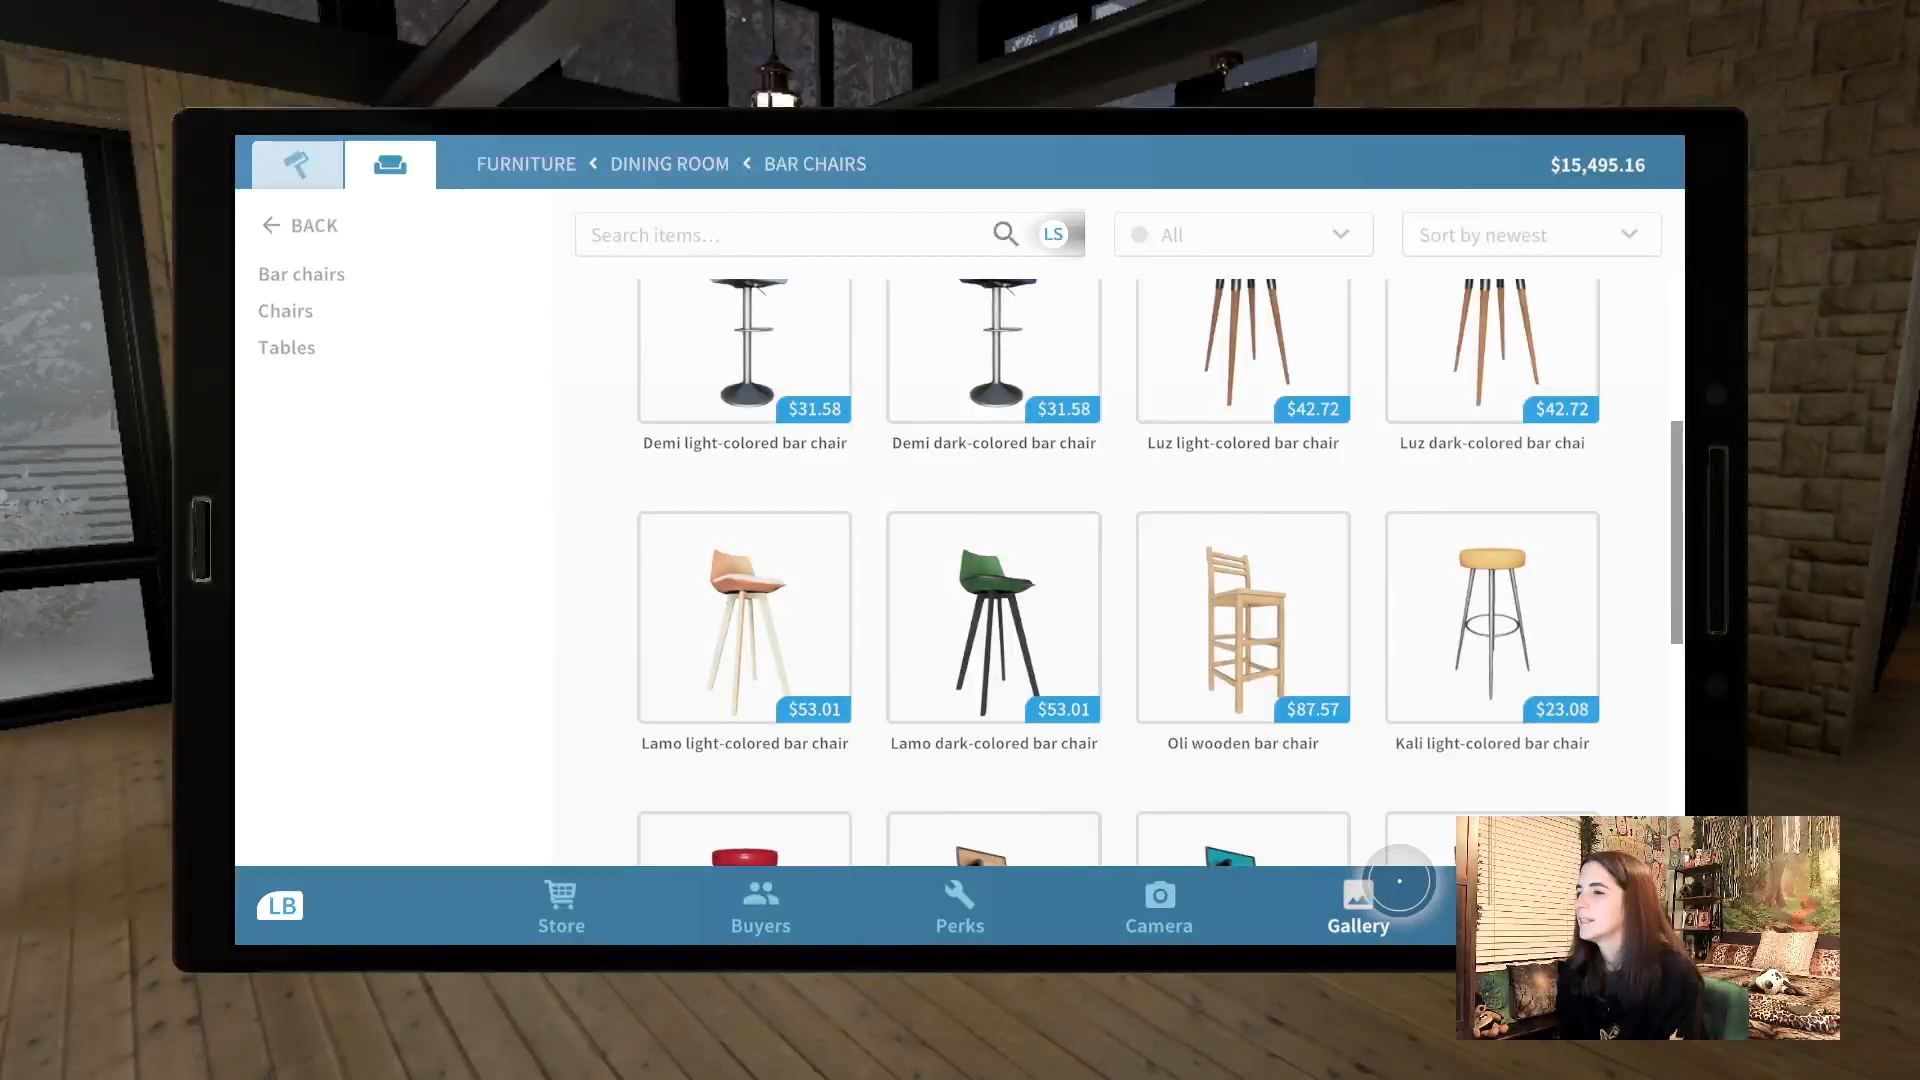 FURNITURE < DINING ROOM < BAR CHAIRS
$15,495.16
BACK
Bar chairs
Chairs
Tables
Search items...
LS
All
Sort by newest
$31.58
$31.58
$42.72
$42.72
Demi light-colored bar chair
Demi dark-colored bar chair
Luz light-colored bar chair
Luz dark-colored bar chai
$53.01
$53.01
$87.57
$23.08
Lamo light-colored bar chair
Lamo dark-colored bar chair
Oli wooden bar chair
Kali light-colored bar chair
LB
Store
Buyers
Perks
Camera
Gallery